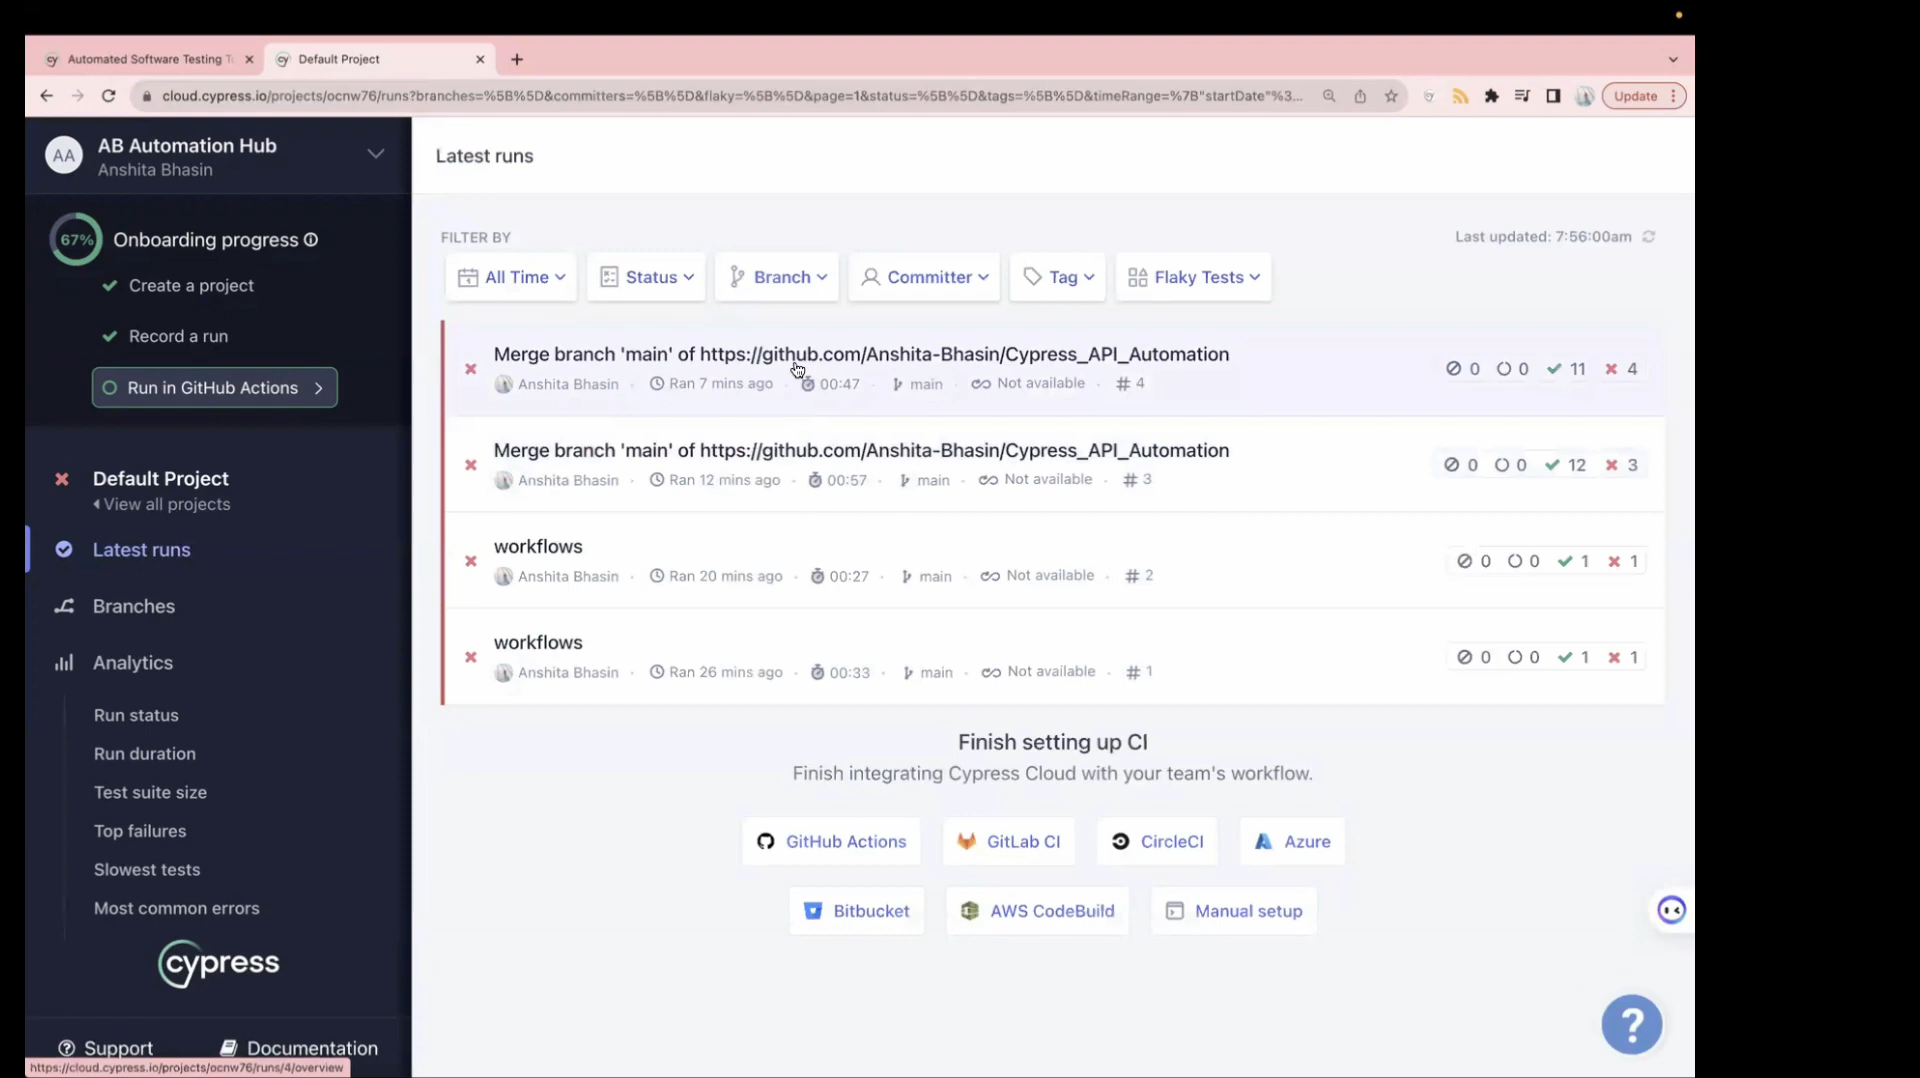 Automated Software Testing T
Default Project
cloud.cypress.io/projects/ocnw76/runs?branches=%5B%5D&committers=%5B%5D&flaky=%5B%5D&page=1&status=%5B%5D&tags=%5B%5D&timeRange=%7B"startDate"%3...
Update
AA
AB Automation Hub
Anshita Bhasin
67%
Onboarding progress
Create a project
Record a run
Run in GitHub Actions
Default Project
View all projects
Latest runs
Branches
Analytics
Run status
Run duration
Test suite size
Top failures
Slowest tests
Most common errors
cypress
Support
Documentation
https://cloud.cypress.io/projects/ocnw76/runs/4/overview
Latest runs
FILTER BY
Last updated: 7:56:00am
All Time
Status
Branch
Committer
Tag
Flaky Tests
Merge branch 'main' of https://github.com/Anshita-Bhasin/Cypress_API_Automation
Anshita Bhasin · Ran 7 mins ago · 00:47 · main · Not available · # 4
0 0 11 4
Merge branch 'main' of https://github.com/Anshita-Bhasin/Cypress_API_Automation
Anshita Bhasin · Ran 12 mins ago · 00:57 · main · Not available · # 3
0 0 12 3
workflows
Anshita Bhasin · Ran 20 mins ago · 00:27 · main · Not available · # 2
0 0 1 1
workflows
Anshita Bhasin · Ran 26 mins ago · 00:33 · main · Not available · # 1
0 0 1 1
Finish setting up CI
Finish integrating Cypress Cloud with your team's workflow.
GitHub Actions
GitLab CI
CircleCI
Azure
Bitbucket
AWS CodeBuild
Manual setup
?